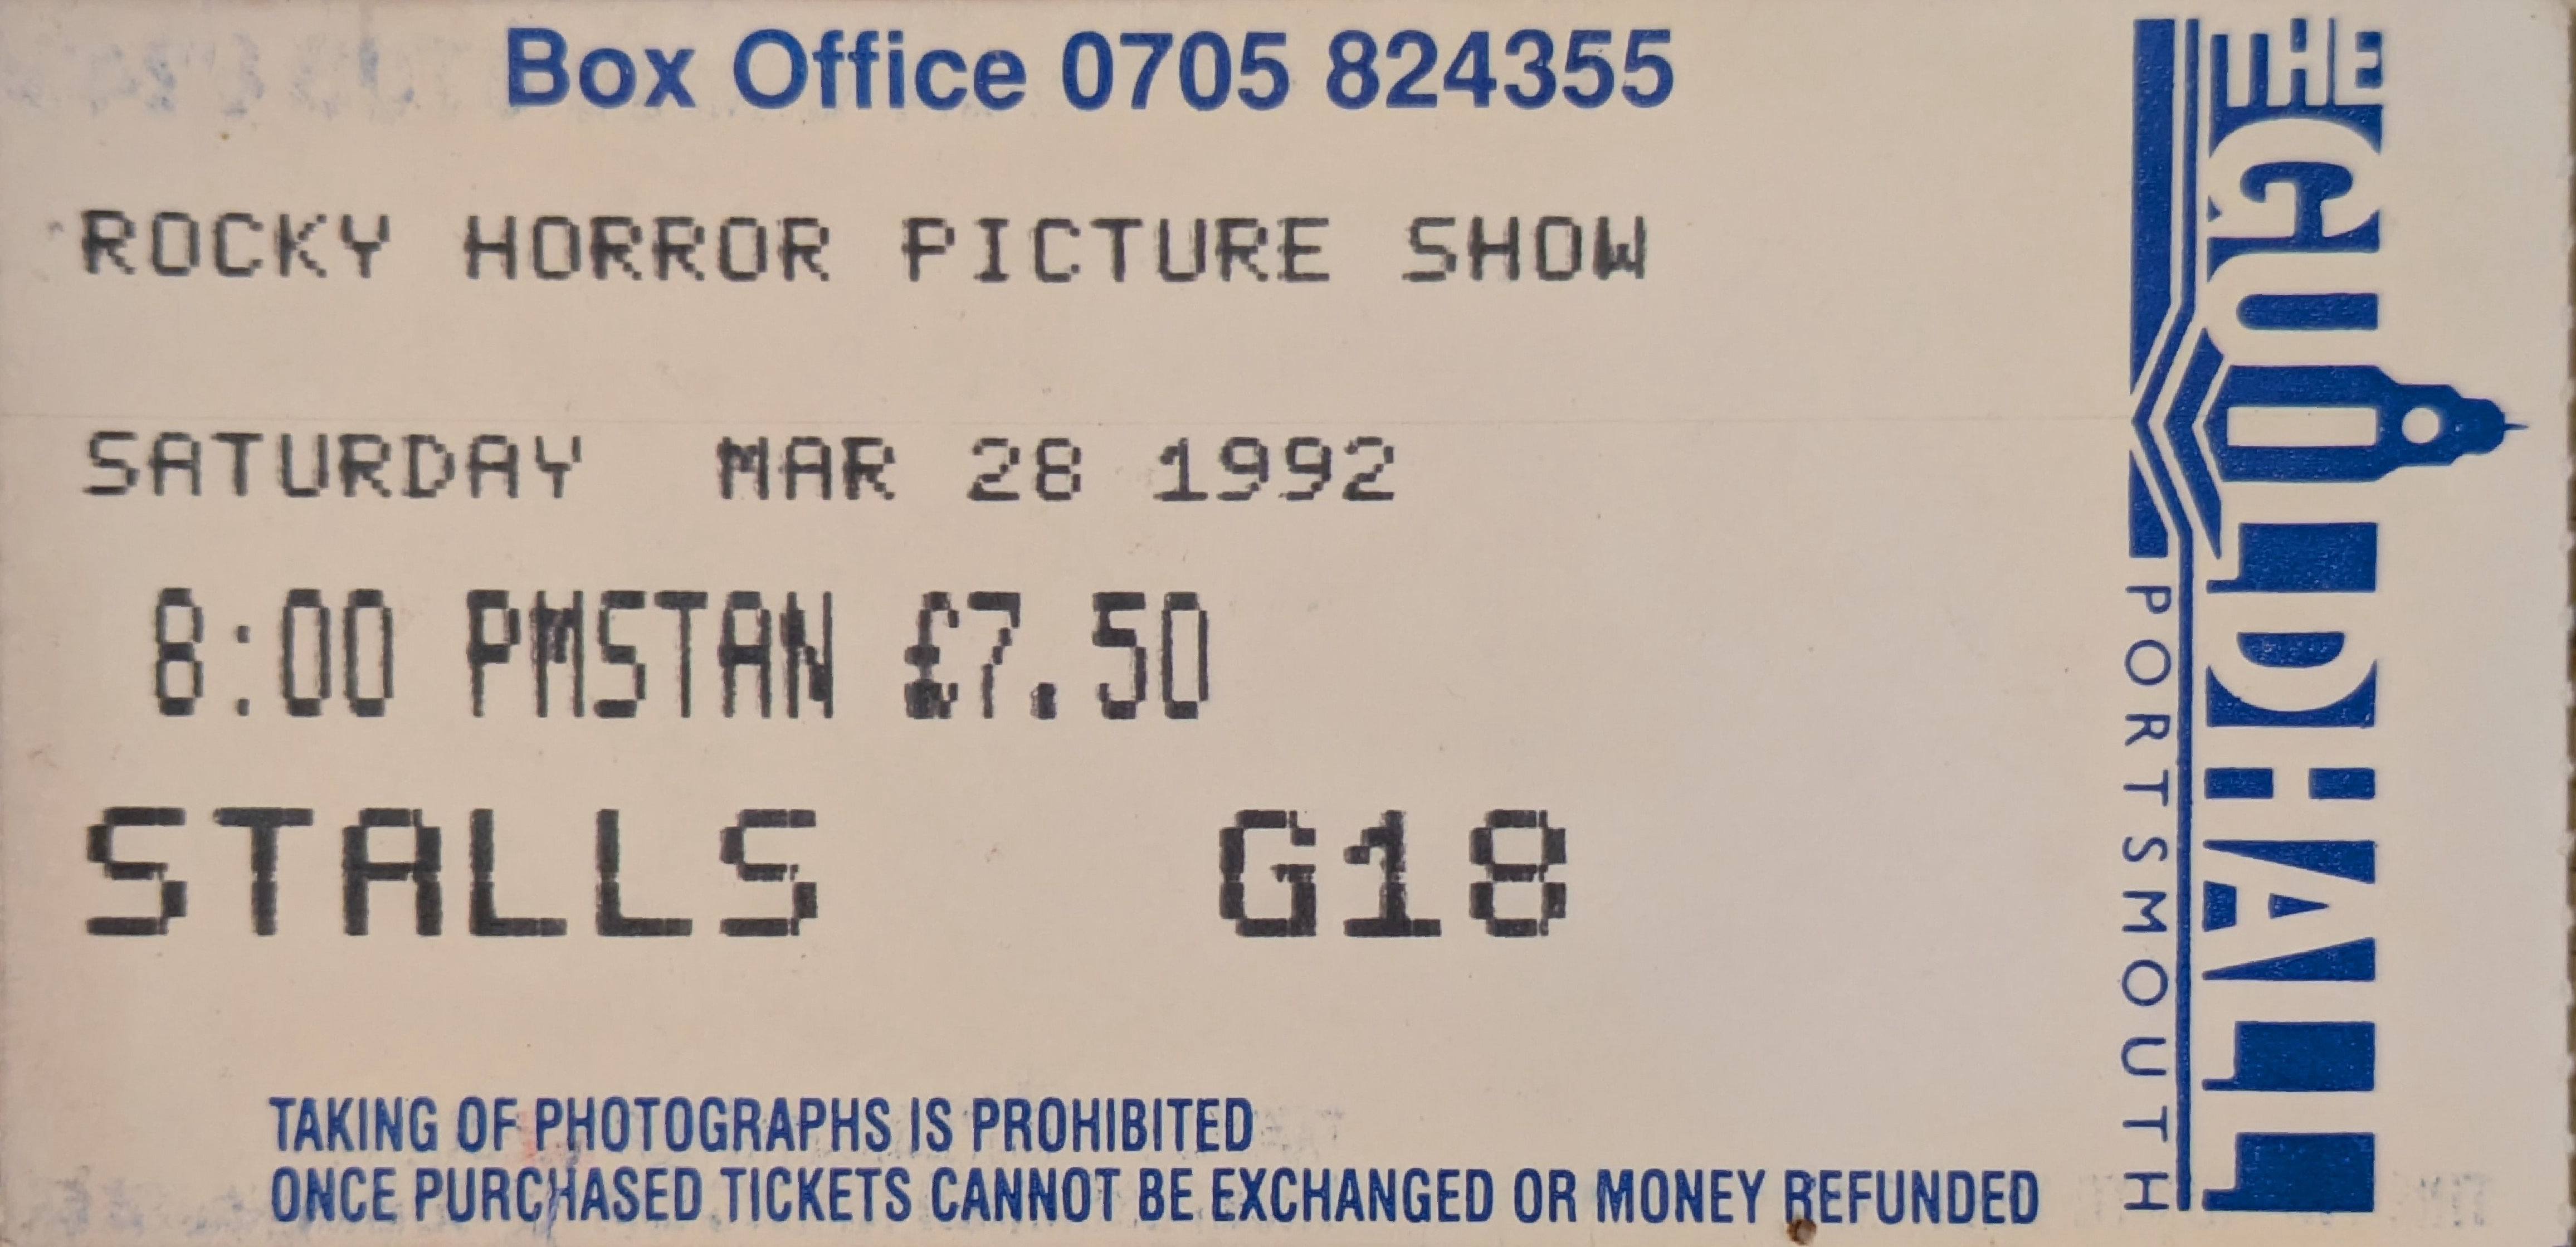 Box Office 0705 824355
ROCKY HORROR PICTURE SHOW
SATURDAY MAR 28 1992
8:00 PMSTAN £7.50
STALLS G18
TAKING OF PHOTOGRAPHS IS PROHIBITED
ONCE PURCHASED TICKETS CANNOT BE EXCHANGED OR MONEY REFUNDED
THE GUILDHALL
PORTSMOUTH